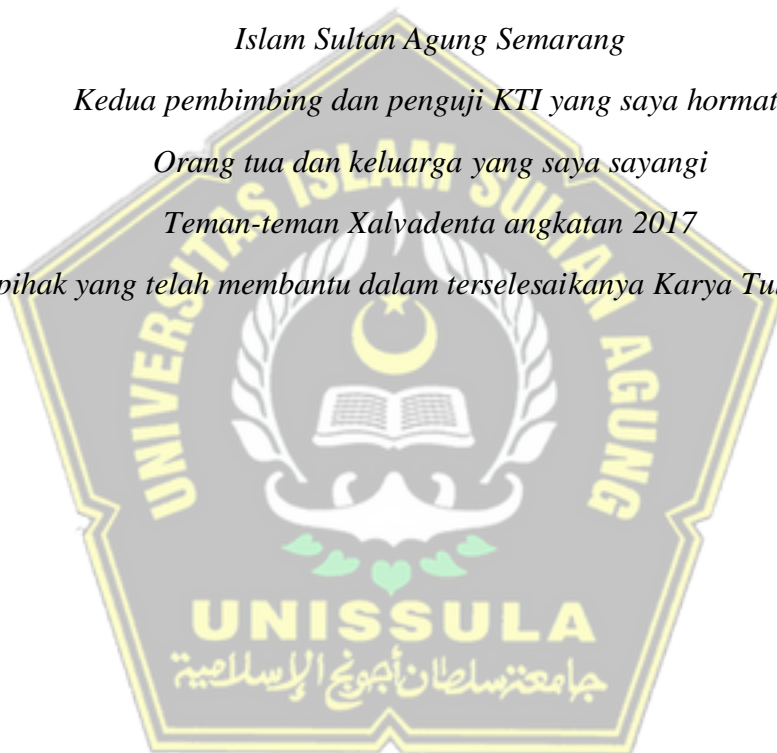 Islam Sultan Agung Semarang
Kedua pembimbing dan penguji KTI yang saya hormat
Orang tua dan keluarga yang saya sayangi
Teman-teman Xalvadenta angkatan 2017
pihak yang telah membantu dalam terselesaikanya Karya Tu
UNIVERSITAS ISLAM SULTAN AGUNG
UNISSULA
جامعة سلطان أجونج الإسلامية